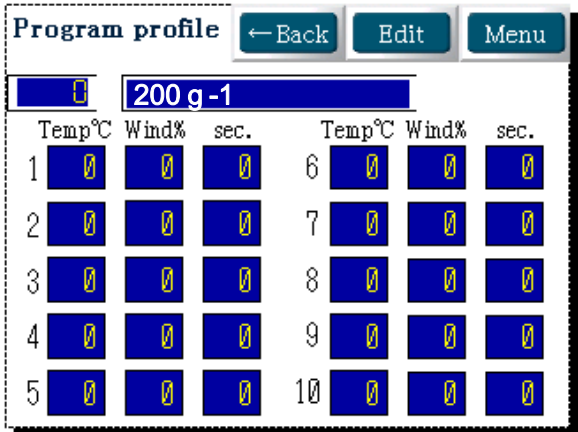 Program profile ←Back Edit Menu
0 200 g -1
Temp℃ Wind% sec. Temp℃ Wind% sec.
1 0 0 0 6 0 0 0
2 0 0 0 7 0 0 0
3 0 0 0 8 0 0 0
4 0 0 0 9 0 0 0
5 0 0 0 10 0 0 0